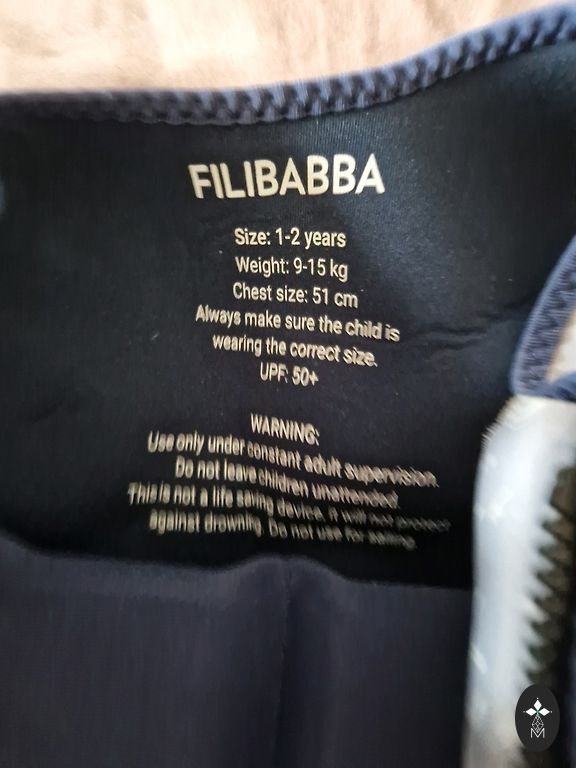 FILIBABBA
Size: 1-2 years
Weight: 9-15 kg
Chest size: 51 cm
Always make sure the child is
wearing the correct size.
UPF: 50+
WARNING:
Use only under constant adult supervision.
Do not leave children unattended.
This is not a life saving device. It will not protect
against drowning. Do not use for sailing.
M